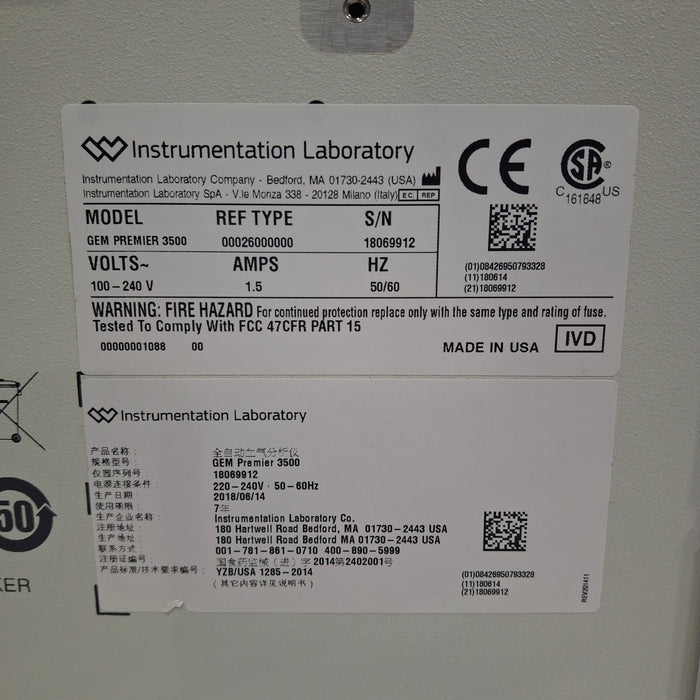 Instrumentation Laboratory
Instrumentation Laboratory Company - Bedford, MA 01730-2443 (USA)
Instrumentation Laboratory SpA - V.le Monza 338 - 20128 Milano (Italy) EC REP
CE
CSA ®
C US
161648
MODEL REF TYPE S/N
GEM PREMIER 3500 00026000000 18069912
VOLTS~ AMPS HZ
100-240 V 1.5 50/60
(01)08426950793328
(11)180614
(21)18069912
WARNING: FIRE HAZARD For continued protection replace only with the same type and rating of fuse.
Tested To Comply With FCC 47CFR PART 15
00000001088 00
MADE IN USA IVD
Instrumentation Laboratory
产品名称: 全自动血气分析仪
规格型号: GEM Premier 3500
仪器序列号: 18069912
电源连接条件: 220-240V · 50-60Hz
生产日期: 2018/06/14
使用期限: 7年
生产企业名称: Instrumentation Laboratory Co.
注册地址: 180 Hartwell Road Bedford, MA 01730-2443 USA
生产地址: 180 Hartwell Road Bedford, MA 01730-2443 USA
联系方式: 001-781-861-0710 400-890-5999
注册证编号: 国食药监械(进)字2014第2402001号
产品标准/技术要求编号: YZB/USA 1285-2014
(其它内容详见说明书)
(01)08426950793328
(11)180614
(21)18069912
REV201411
50
KER